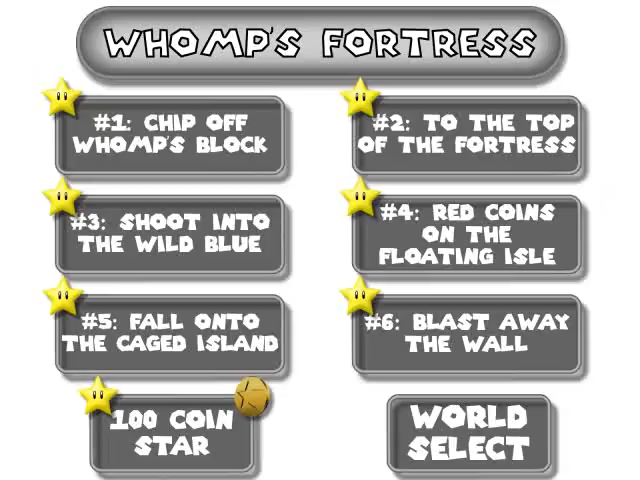 WHOMP'S FORTRESS
#1: CHIP OFF
WHOMP'S BLOCK
#2: TO THE TOP
OF THE FORTRESS
#3: SHOOT INTO
THE WILD BLUE
#4: RED COINS
ON THE
FLOATING ISLE
#5: FALL ONTO
THE CAGED ISLAND
#6: BLAST AWAY
THE WALL
100 COIN
STAR
WORLD
SELECT